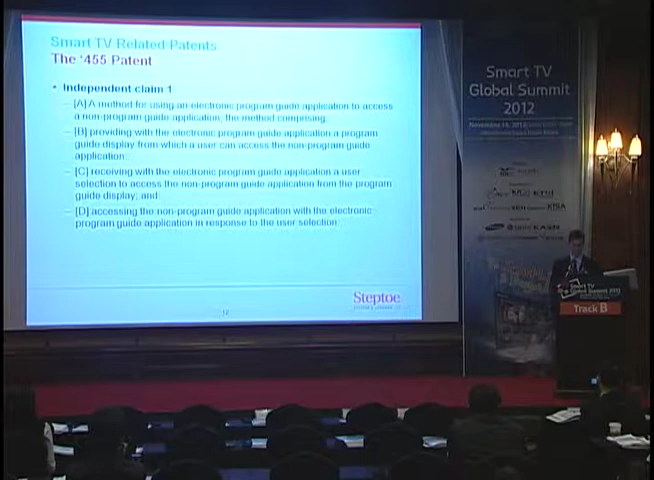 Smart TV Related Patents
The '455 Patent
• Independent claim 1
– [A] A method for using an electronic program guide application to access
a non-program guide application, the method comprising:
– [B] providing with the electronic program guide application a program
guide display from which a user can access the non-program guide
application;
– [C] receiving with the electronic program guide application a user
selection to access the non-program guide application from the program
guide display; and
– [D] accessing the non-program guide application with the electronic
program guide application in response to the user selection.
Steptoe
12
Smart TV
Global Summit
2012
Smart TV
Global Summit 2012
Track B